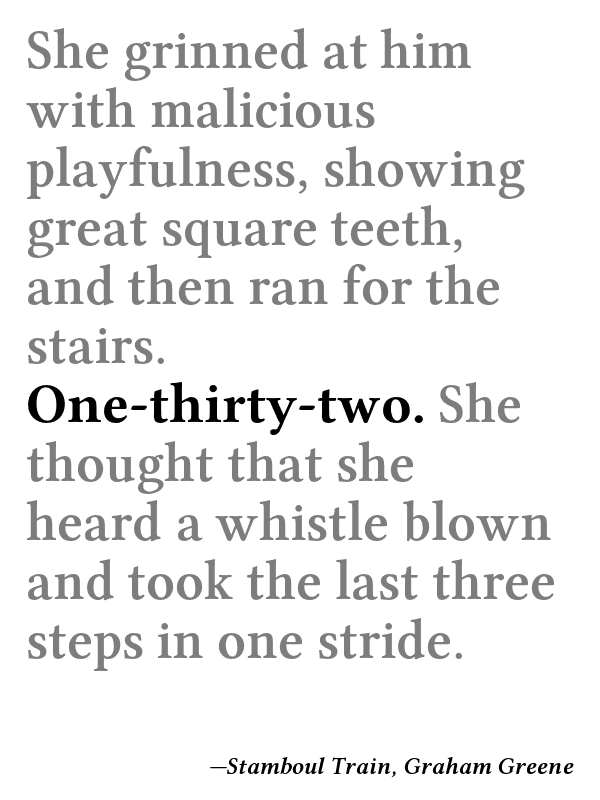 She grinned at him
with malicious
playfulness, showing
great square teeth,
and then ran for the
stairs.
One-thirty-two. She
thought that she
heard a whistle blown
and took the last three
steps in one stride.
—Stamboul Train, Graham Greene